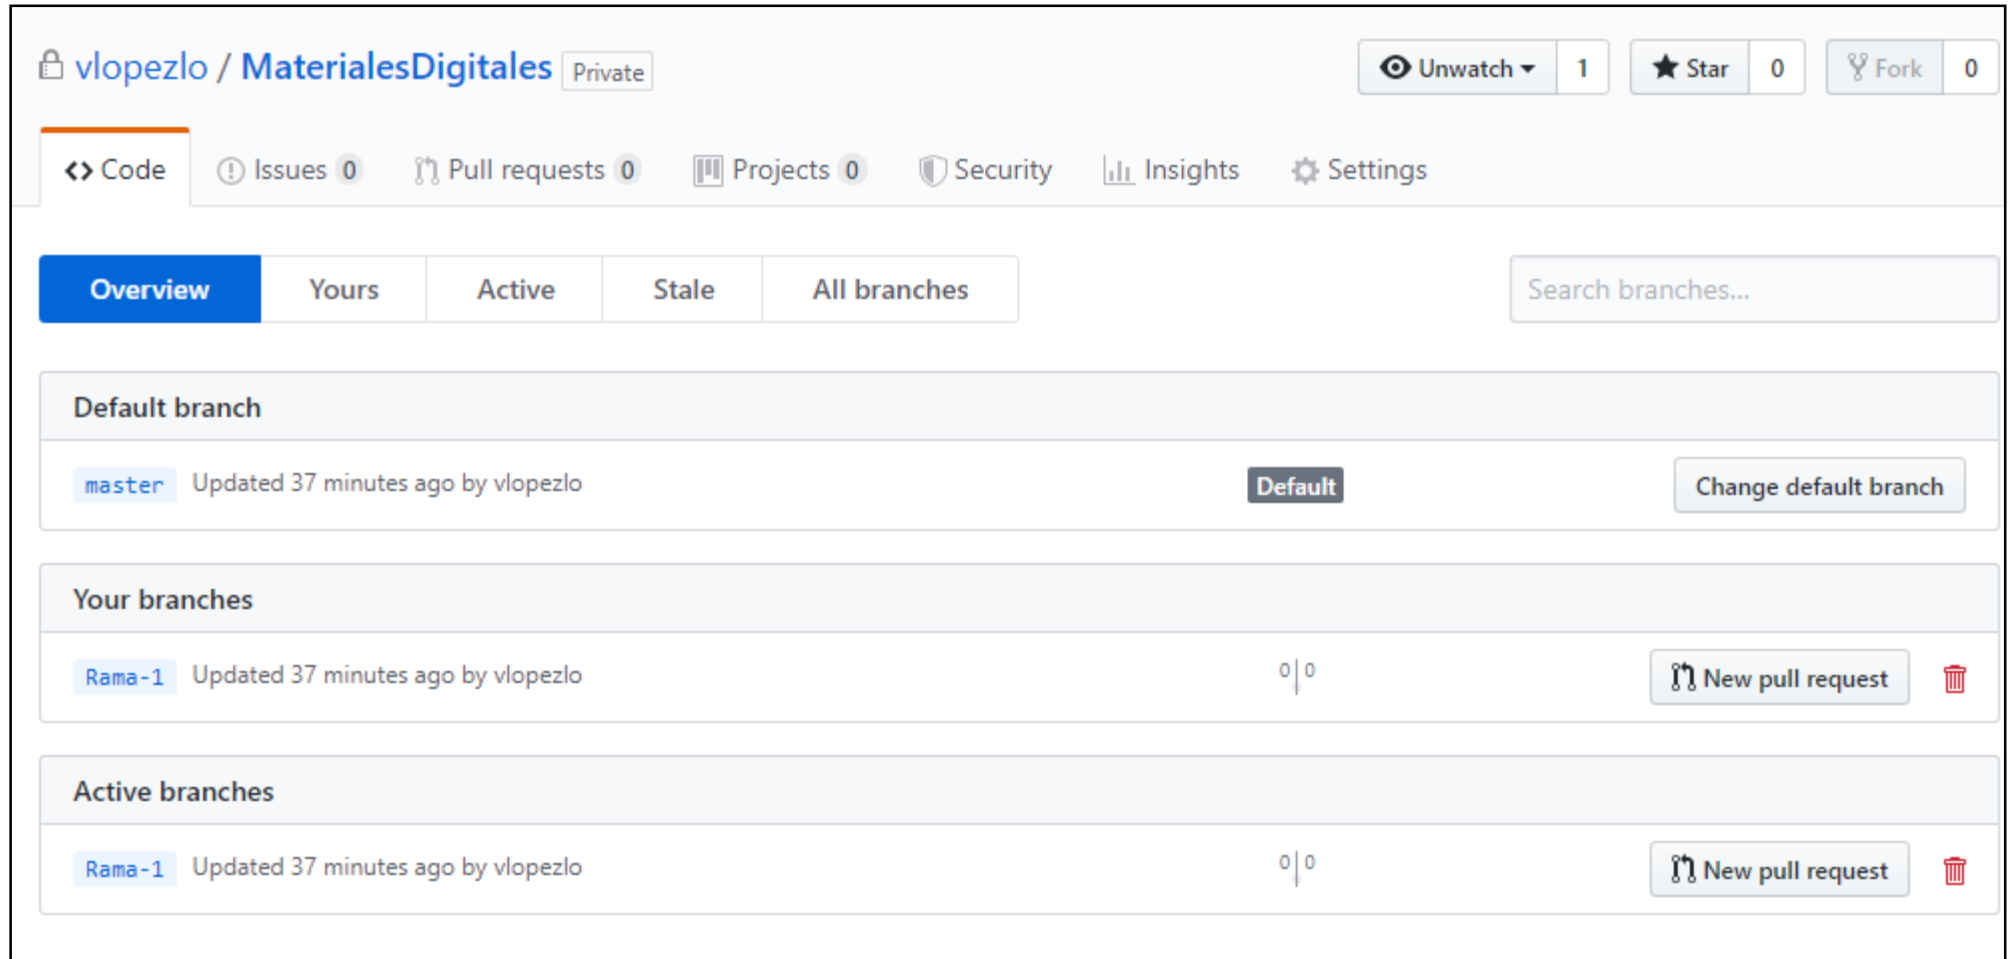 vlopezlo / MaterialesDigitales Private Unwatch 1 Star 0 Fork 0
Code Issues 0 Pull requests 0 Projects 0 Security Insights Settings
Overview Yours Active Stale All branches Search branches...
Default branch
master Updated 37 minutes ago by vlopezlo Default Change default branch
Your branches
Rama-1 Updated 37 minutes ago by vlopezlo 0 0 New pull request
Active branches
Rama-1 Updated 37 minutes ago by vlopezlo 0 0 New pull request